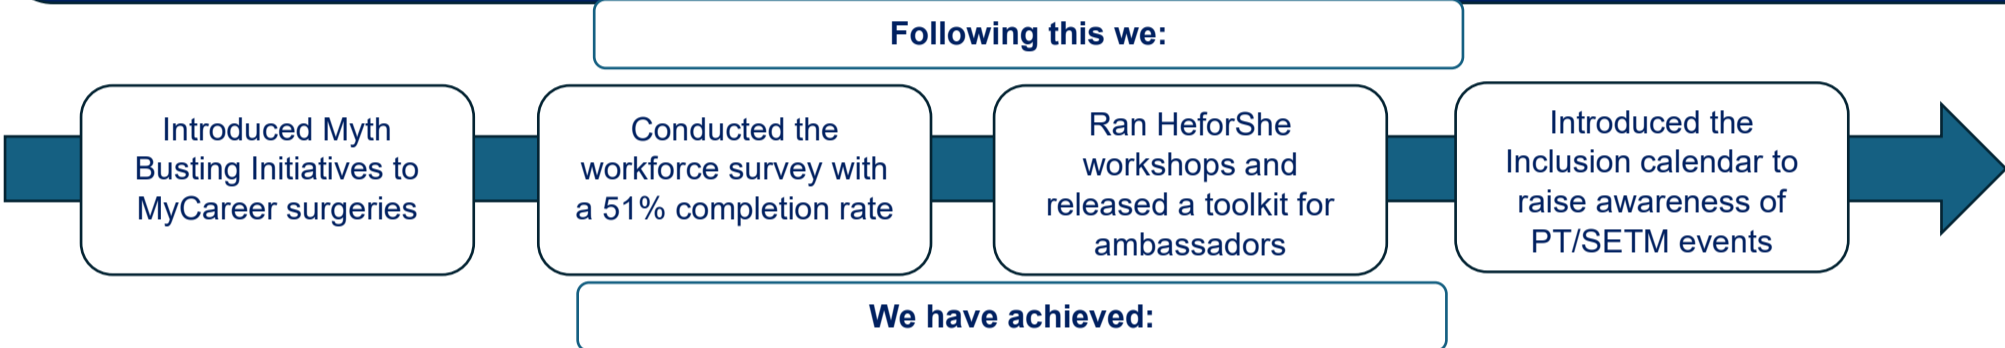 Following this we:
Introduced Myth
Busting Initiatives to
MyCareer surgeries
Conducted the
workforce survey with
a 51% completion rate
Ran HeforShe
workshops and
released a toolkit for
ambassadors
Introduced the
Inclusion calendar to
raise awareness of
PT/SETM events
We have achieved: